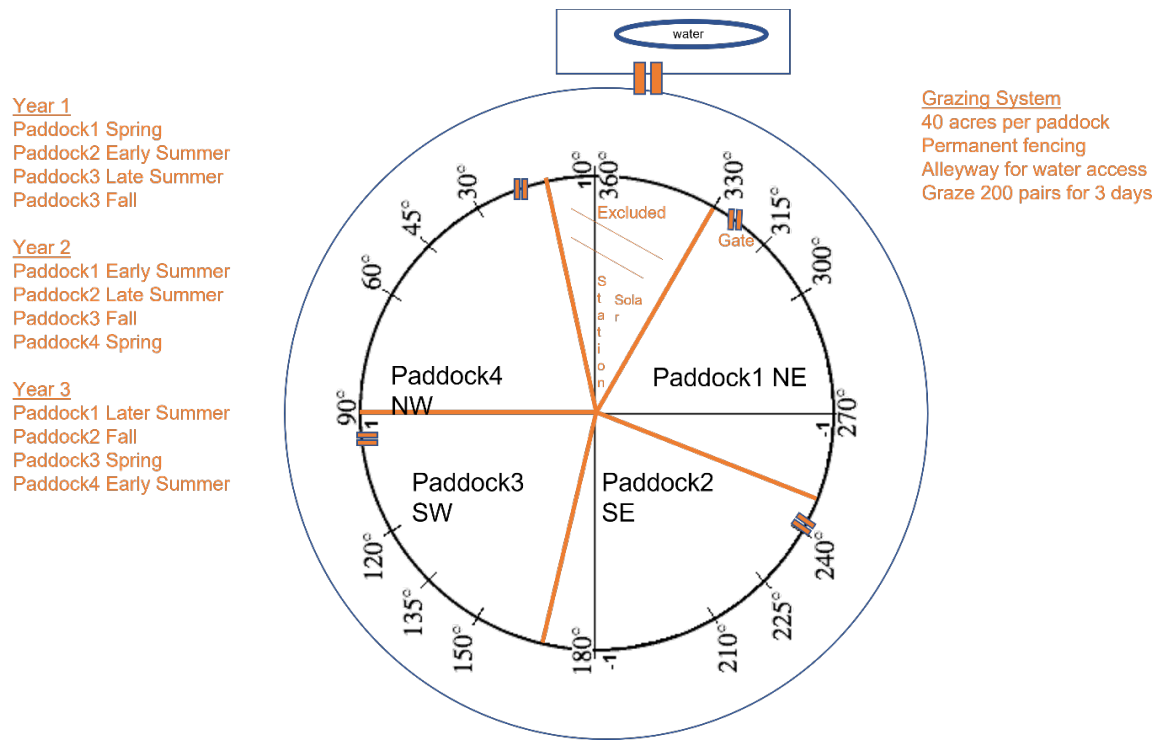 water
Year 1
Paddock1 Spring
Paddock2 Early Summer
Paddock3 Late Summer
Paddock3 Fall
Year 2
Paddock1 Early Summer
Paddock2 Late Summer
Paddock3 Fall
Paddock4 Spring
Year 3
Paddock1 Later Summer
Paddock2 Fall
Paddock3 Spring
Paddock4 Early Summer
Grazing System
40 acres per paddock
Permanent fencing
Alleyway for water access
Graze 200 pairs for 3 days
0°
1
360°
330°
315°
300°
270°
-1
240°
225°
210°
180°
-1
150°
135°
120°
90°
1
60°
45°
30°
Excluded
Gate
Station
Sola
r
Paddock4
NW
Paddock1 NE
Paddock3
SW
Paddock2
SE